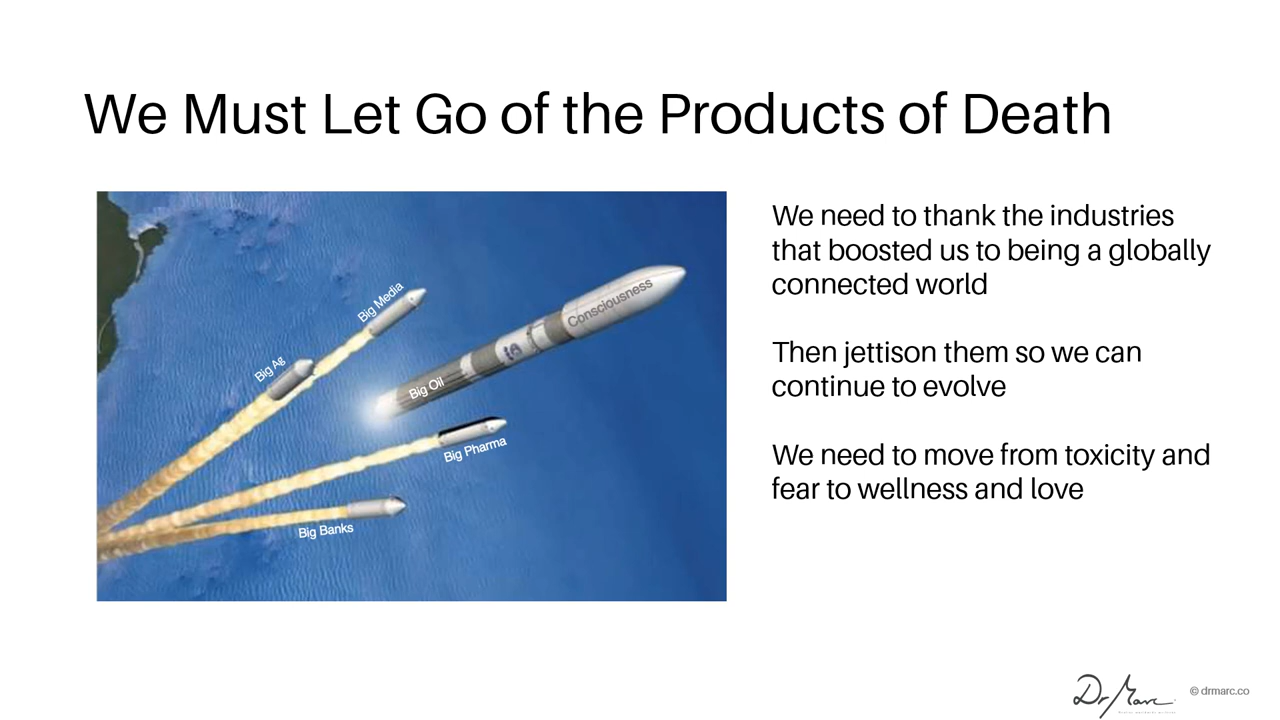 We Must Let Go of the Products of Death
Big Media
Big Ag
Consciousness
Big Oil
Big Pharma
Big Banks
We need to thank the industries
that boosted us to being a globally
connected world
Then jettison them so we can
continue to evolve
We need to move from toxicity and
fear to wellness and love
Dr Marc
© drmarc.co